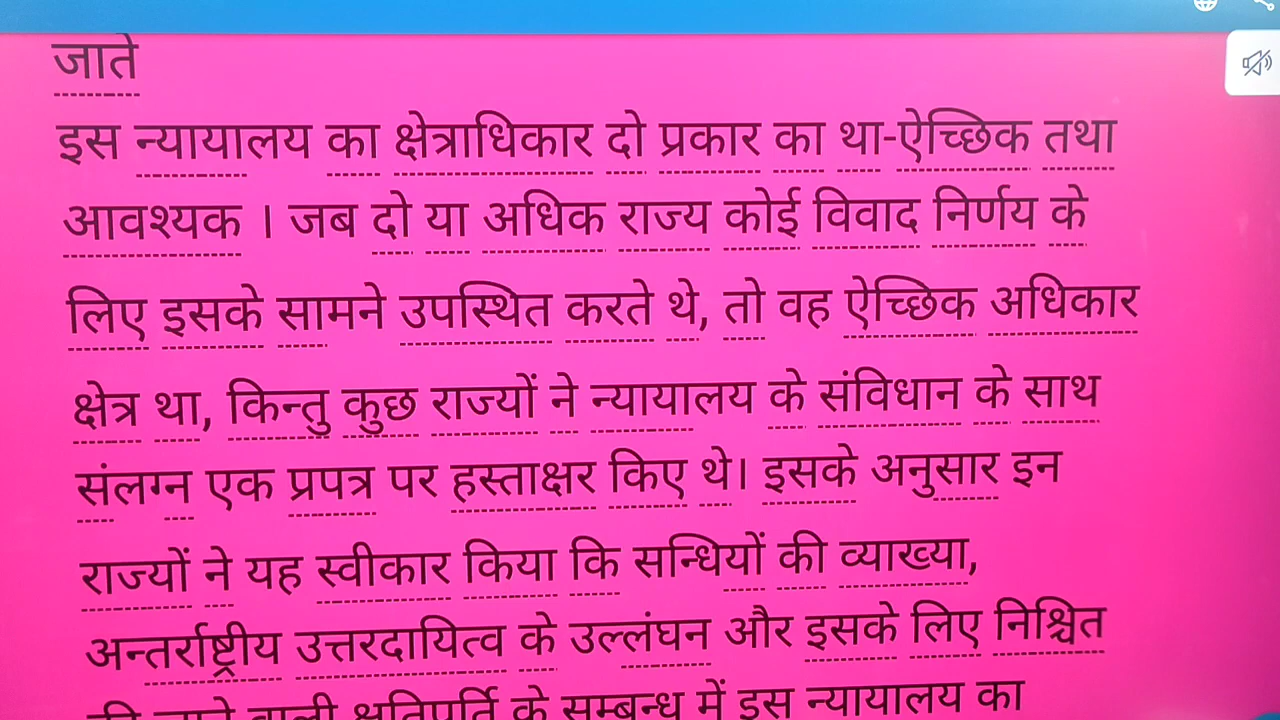 जाते
इस न्यायालय का क्षेत्राधिकार दो प्रकार का था-ऐच्छिक तथा
आवश्यक । जब दो या अधिक राज्य कोई विवाद निर्णय के
लिए इसके सामने उपस्थित करते थे, तो वह ऐच्छिक अधिकार
क्षेत्र था, किन्तु कुछ राज्यों ने न्यायालय के संविधान के साथ
संलग्न एक प्रपत्र पर हस्ताक्षर किए थे। इसके अनुसार इन
राज्यों ने यह स्वीकार किया कि सन्धियों की व्याख्या,
अन्तर्राष्ट्रीय उत्तरदायित्व के उल्लंघन और इसके लिए निश्चित
की जाने वाली क्षतिपूर्ति के सम्बन्ध में इस न्यायालय का